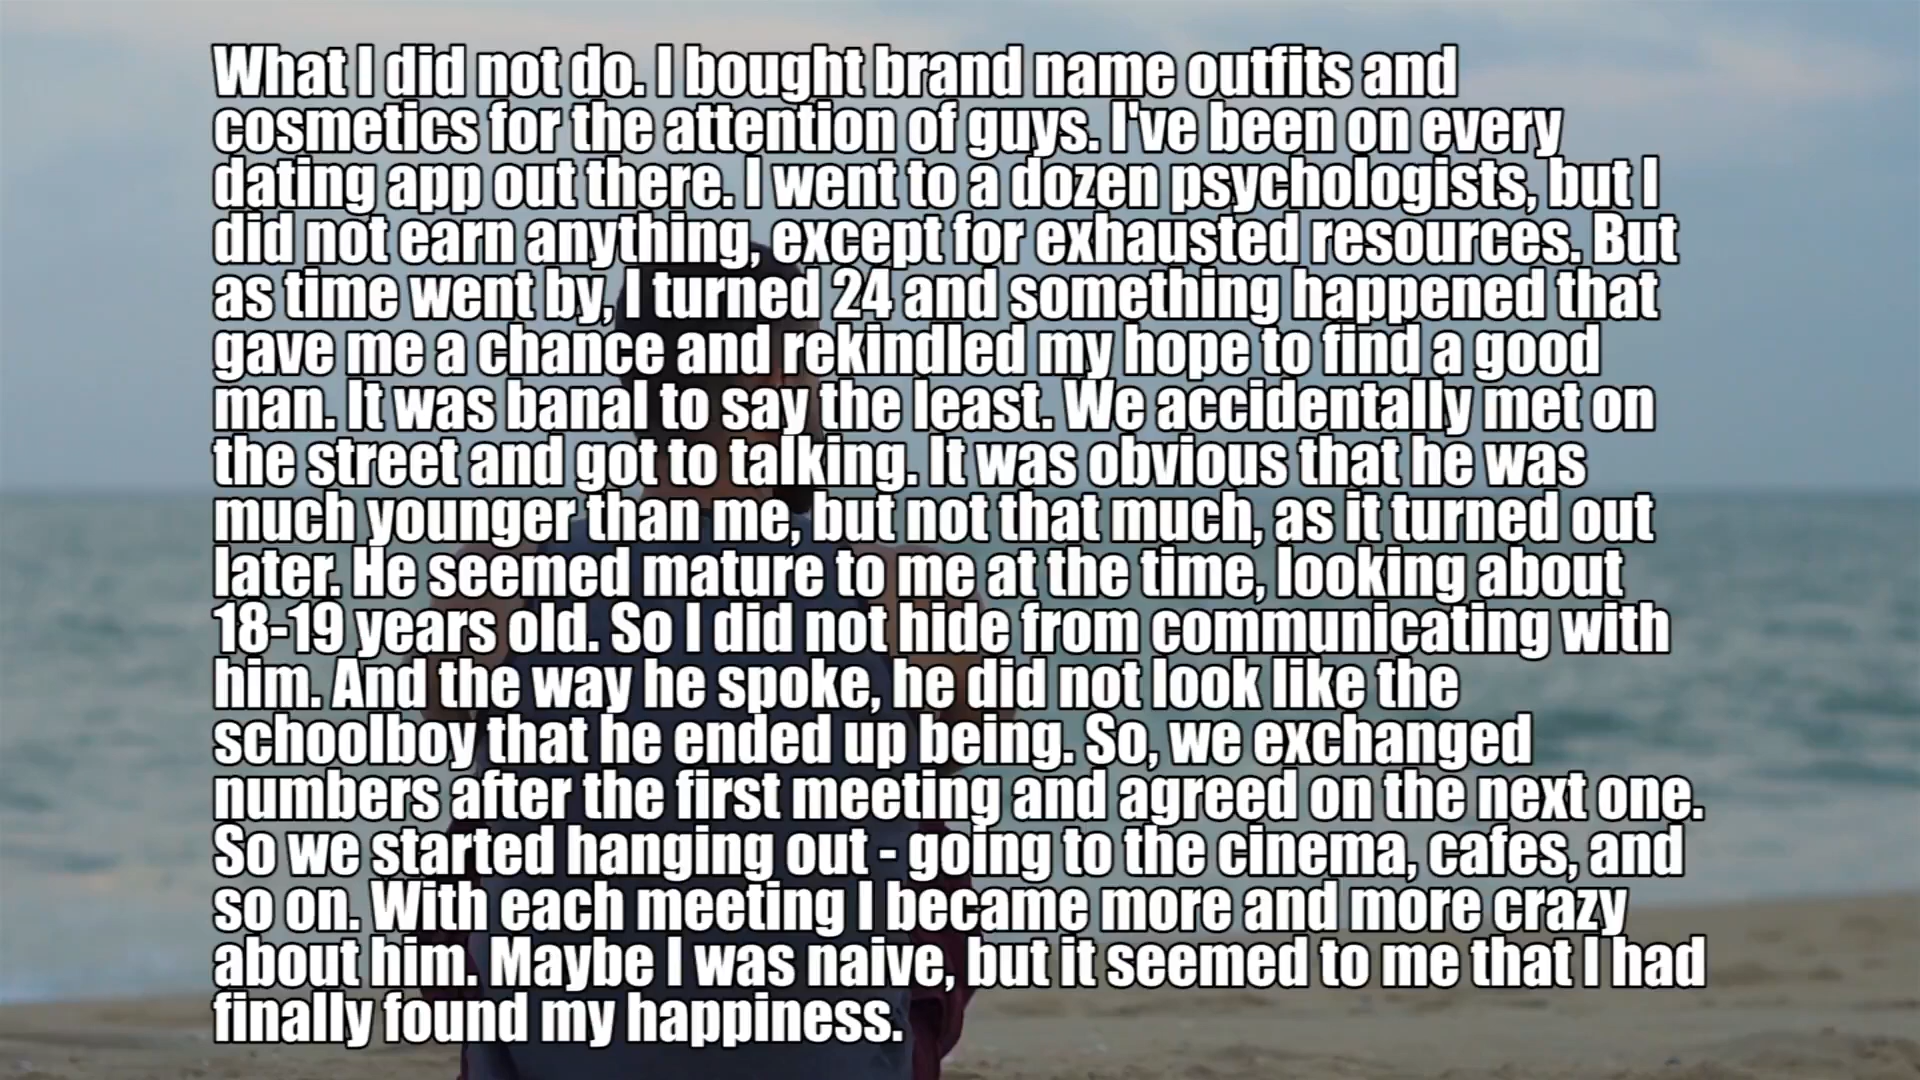 What I did not do. I bought brand name outfits and
cosmetics for the attention of guys. I've been on every
dating app out there. I went to a dozen psychologists, but I
did not earn anything, except for exhausted resources. But
as time went by, I turned 24 and something happened that
gave me a chance and rekindled my hope to find a good
man. It was banal to say the least. We accidentally met on
the street and got to talking. It was obvious that he was
much younger than me, but not that much, as it turned out
later. He seemed mature to me at the time, looking about
18-19 years old. So I did not hide from communicating with
him. And the way he spoke, he did not look like the
schoolboy that he ended up being. So, we exchanged
numbers after the first meeting and agreed on the next one.
So we started hanging out - going to the cinema, cafes, and
so on. With each meeting I became more and more crazy
about him. Maybe I was naive, but it seemed to me that I had
finally found my happiness.